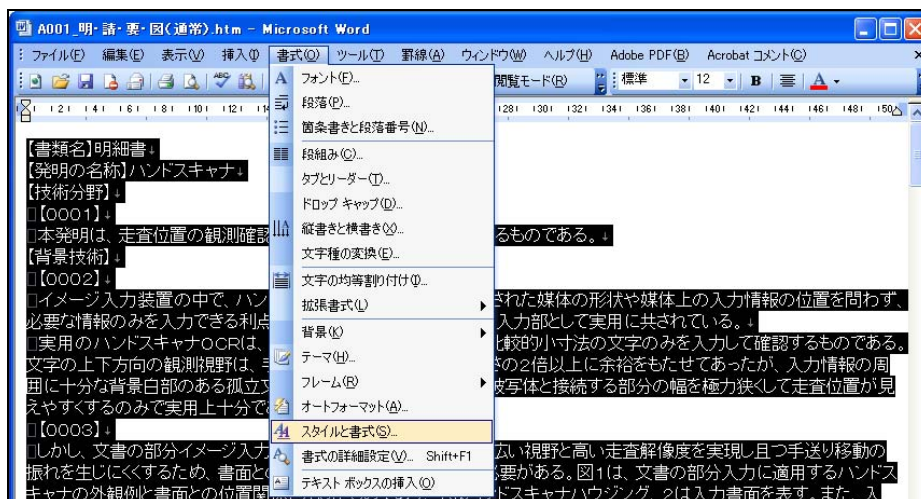 A001_明・請・要・図(通常).htm - Microsoft Word
ファイル(F) 編集(E) 表示(V) 挿入(I) 書式(O) ツール(T) 罫線(A) ウィンドウ(W) ヘルプ(H) Adobe PDF(B) Acrobat コメント(C)
閲覧モード(R) 標準 12 B A
フォント(F)...
段落(P)...
箇条書きと段落番号(N)...
段組み(C)...
タブとリーダー(T)...
ドロップ キャップ(D)...
縦書きと横書き(X)...
文字種の変換(E)...
文字の均等割り付け(I)...
拡張書式(L)
背景(K)
テーマ(H)...
フレーム(R)
オートフォーマット(A)...
スタイルと書式(S)...
書式の詳細設定(V)... Shift+F1
テキスト ボックスの挿入(O)
【書類名】明細書↓
【発明の名称】ハンドスキャナ↓
【技術分野】↓
【0001】↓
本発明は、走査位置の観測確認 るものである。↓
【背景技術】↓
【0002】↓
イメージ入力装置の中で、ハン された媒体の形状や媒体上の入力情報の位置を問わず、
必要な情報のみを入力できる利点 入力部として実用に共されている。↓
実用のハンドスキャナOCRは、 比較的小寸法の文字のみを入力して確認するものである。
文字の上下方向の観測視野は、 の2倍以上に余裕をもたせてあったが、入力情報の周
囲に十分な背景白部のある孤立文 被写体と接続する部分の幅を極力狭くして走査位置が見
えやすくするのみで実用上十分で
【0003】↓
しかし、文書の部分イメージ入力 広い視野と高い走査解像度を実現し且つ手送り移動の
振れを生じにくくするため、書面と 必要がある。図1は、文書の部分入力に適用するハンドス
キャナの外観例と書面との位置関 ドスキャナハウジング、2は入力書面を表す。また、入